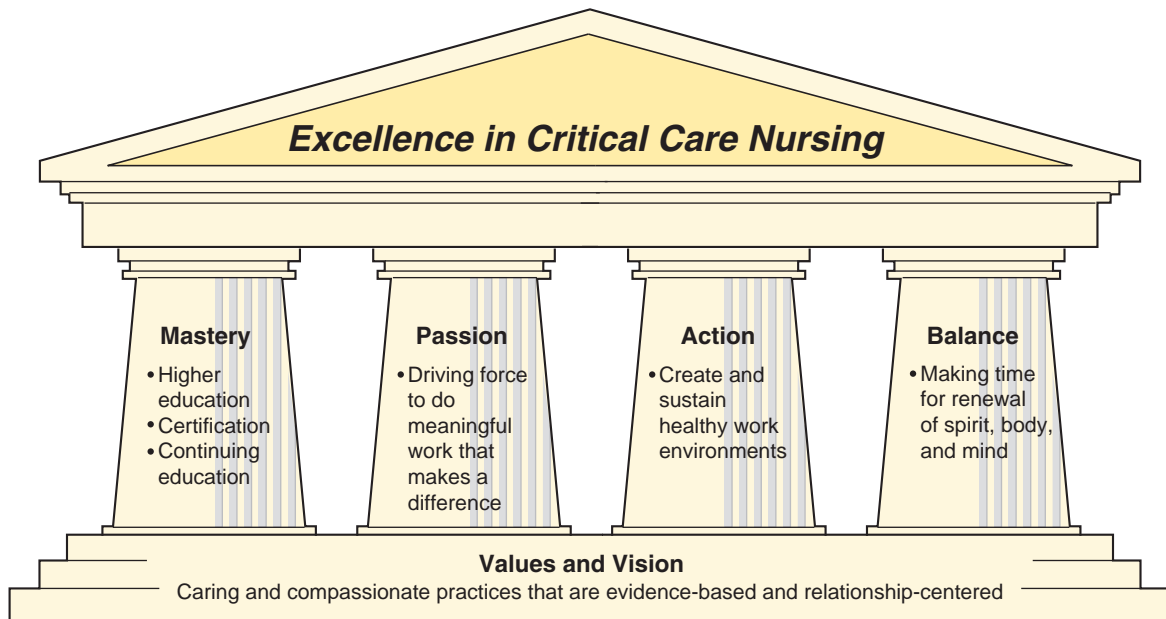 Excellence in Critical Care Nursing
Mastery
• Higher
education
• Certification
• Continuing
education
Passion
• Driving force
to do
meaningful
work that
makes a
difference
Action
• Create and
sustain
healthy work
environments
Balance
• Making time
for renewal
of spirit, body,
and mind
Values and Vision
Caring and compassionate practices that are evidence-based and relationship-centered